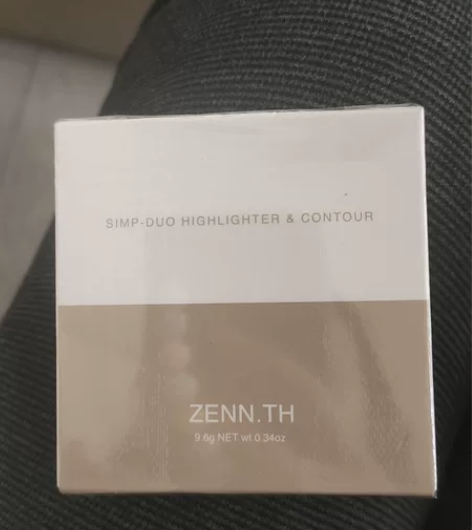 SIMP-DUO HIGHLIGHTER & CONTOUR
ZENN.TH
9.6g NET wt 0.34oz